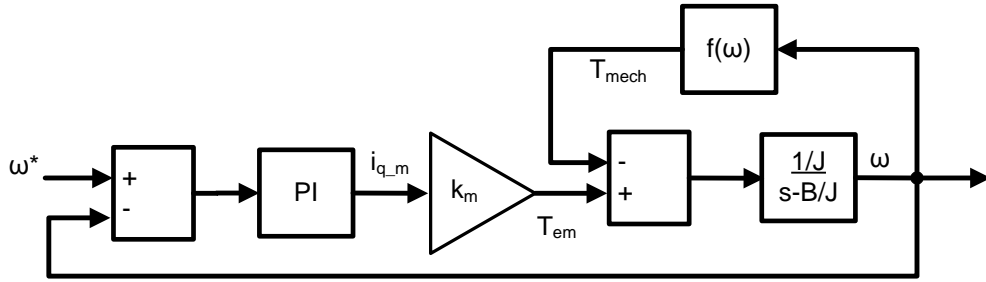 f(ω)
T_mech
ω*
+
-
PI
i_q_m
k_m
T_em
-
+
1/J
s-B/J
ω